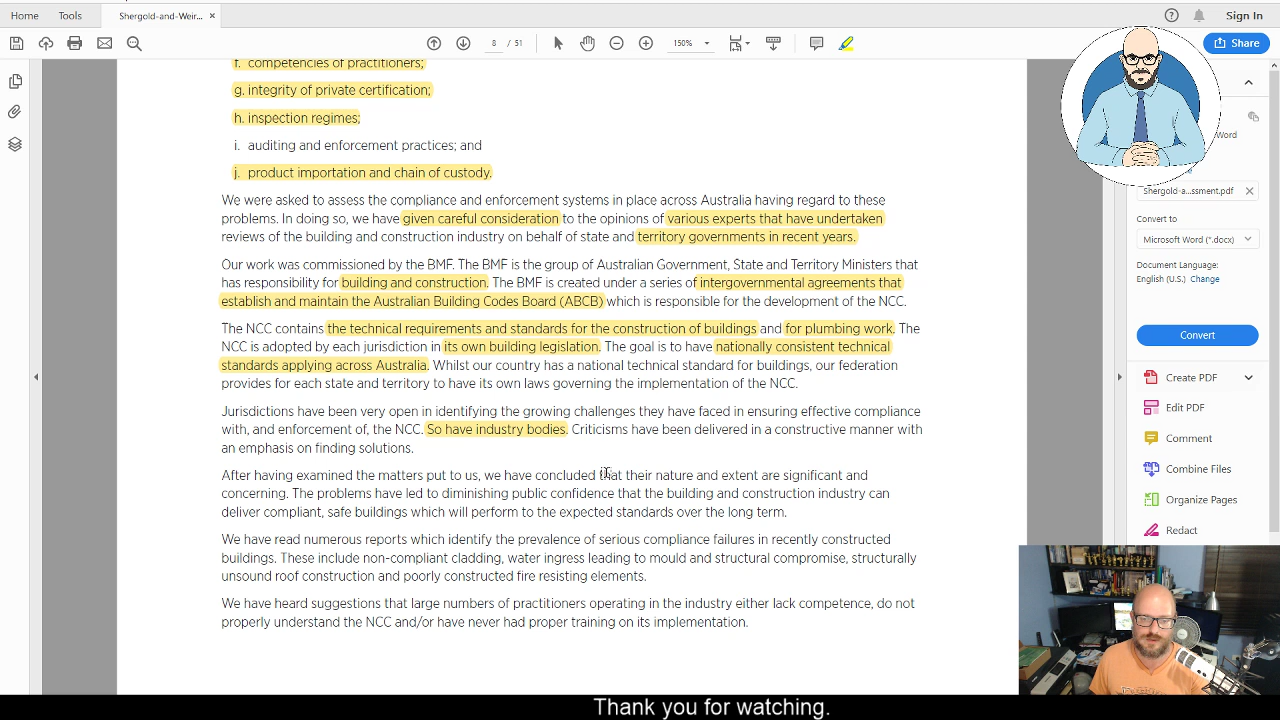 Home
Tools
Shergold-and-Weir... ×
Sign In
8 / 51
150%
Share
f. competencies of practitioners;
g. integrity of private certification;
h. inspection regimes;
i. auditing and enforcement practices; and
j. product importation and chain of custody.
We were asked to assess the compliance and enforcement systems in place across Australia having regard to these
problems. In doing so, we have given careful consideration to the opinions of various experts that have undertaken
reviews of the building and construction industry on behalf of state and territory governments in recent years.
Our work was commissioned by the BMF. The BMF is the group of Australian Government, State and Territory Ministers that
has responsibility for building and construction. The BMF is created under a series of intergovernmental agreements that
establish and maintain the Australian Building Codes Board (ABCB) which is responsible for the development of the NCC.
The NCC contains the technical requirements and standards for the construction of buildings and for plumbing work. The
NCC is adopted by each jurisdiction in its own building legislation. The goal is to have nationally consistent technical
standards applying across Australia. Whilst our country has a national technical standard for buildings, our federation
provides for each state and territory to have its own laws governing the implementation of the NCC.
Jurisdictions have been very open in identifying the growing challenges they have faced in ensuring effective compliance
with, and enforcement of, the NCC. So have industry bodies. Criticisms have been delivered in a constructive manner with
an emphasis on finding solutions.
After having examined the matters put to us, we have concluded that their nature and extent are significant and
concerning. The problems have led to diminishing public confidence that the building and construction industry can
deliver compliant, safe buildings which will perform to the expected standards over the long term.
We have read numerous reports which identify the prevalence of serious compliance failures in recently constructed
buildings. These include non-compliant cladding, water ingress leading to mould and structural compromise, structurally
unsound roof construction and poorly constructed fire resisting elements.
We have heard suggestions that large numbers of practitioners operating in the industry either lack competence, do not
properly understand the NCC and/or have never had proper training on its implementation.
Word
Shergold-a...ssment.pdf
Convert to
Microsoft Word (*.docx)
Document Language:
English (U.S.) Change
Convert
Create PDF
Edit PDF
Comment
Combine Files
Organize Pages
Redact
Thank you for watching.